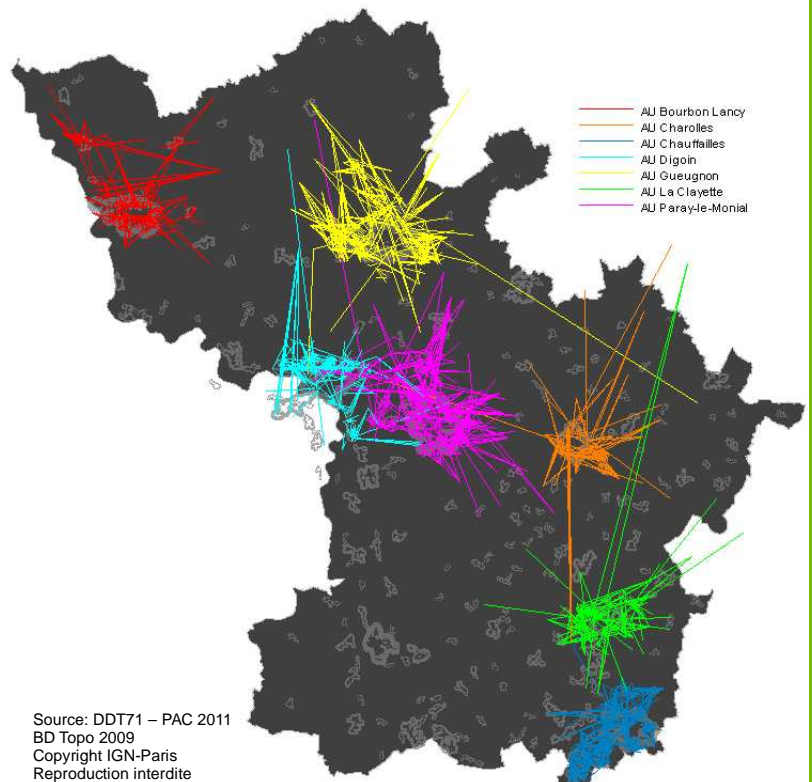 AU Bourbon Lancy
AU Charolles
AU Chauffailles
AU Digoin
AU Gueugnon
AU La Clayette
AU Paray-le-Monial
Source: DDT71 – PAC 2011
BD Topo 2009
Copyright IGN-Paris
Reproduction interdite